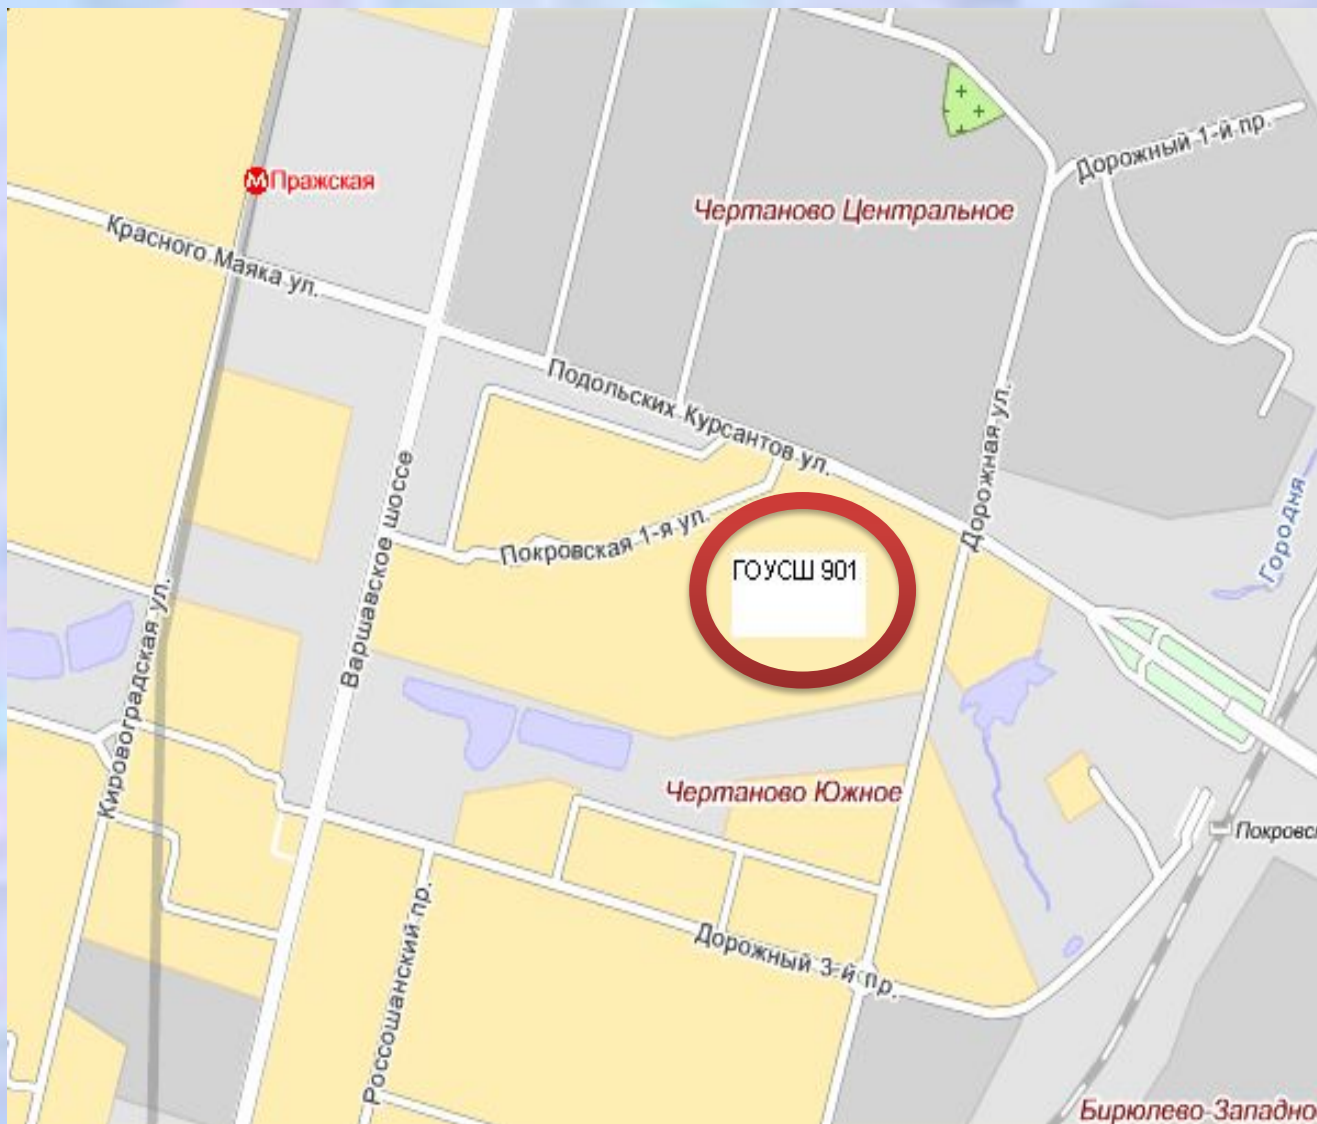 Дорожный 1-й пр.
Пражская
Чертаново Центральное
Красного Маяка ул.
Подольских Курсантов ул.
Дорожная ул.
Варшавское шоссе
Городня
Покровская 1-я ул.
ГОУСШ 901
Кировоградская ул.
Чертаново Южное
Покровс
Россошанский пр.
Дорожный 3-й пр.
Бирюлево Западно